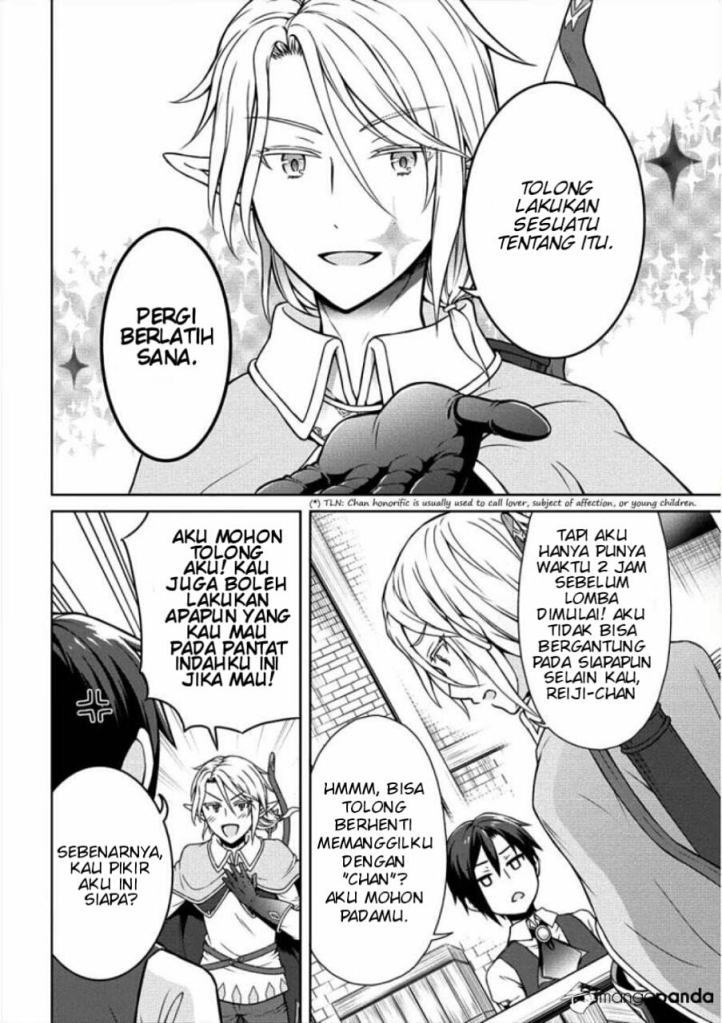 TOLONG
LAKUKAN
SESUATU
TENTANG ITU.
PERGI
BERLATIH
SANA.
(*) TLN: Chan honorific is usually used to call lover, subject of affection, or young children.
TAPI AKU
HANYA PUNYA
WAKTU 2 JAM
SEBELUM
LOMBA
DIMULAI! AKU
TIDAK BISA
BERGANTUNG
PADA SIAPAPUN
SELAIN KAU,
REIJI-CHAN
HMMM, BISA
TOLONG
BERHENTI
MEMANGGILKU
DENGAN
"CHAN"?
AKU MOHON
PADAMU.
AKU MOHON
TOLONG
AKU! KAU
JUGA BOLEH
LAKUKAN
APAPUN YANG
KAU MAU
PADA PANTAT
INDAHKU INI
JIKA MAU!
SEBENARNYA,
KAU PIKIR
AKU INI
SIAPA?
mangapanda